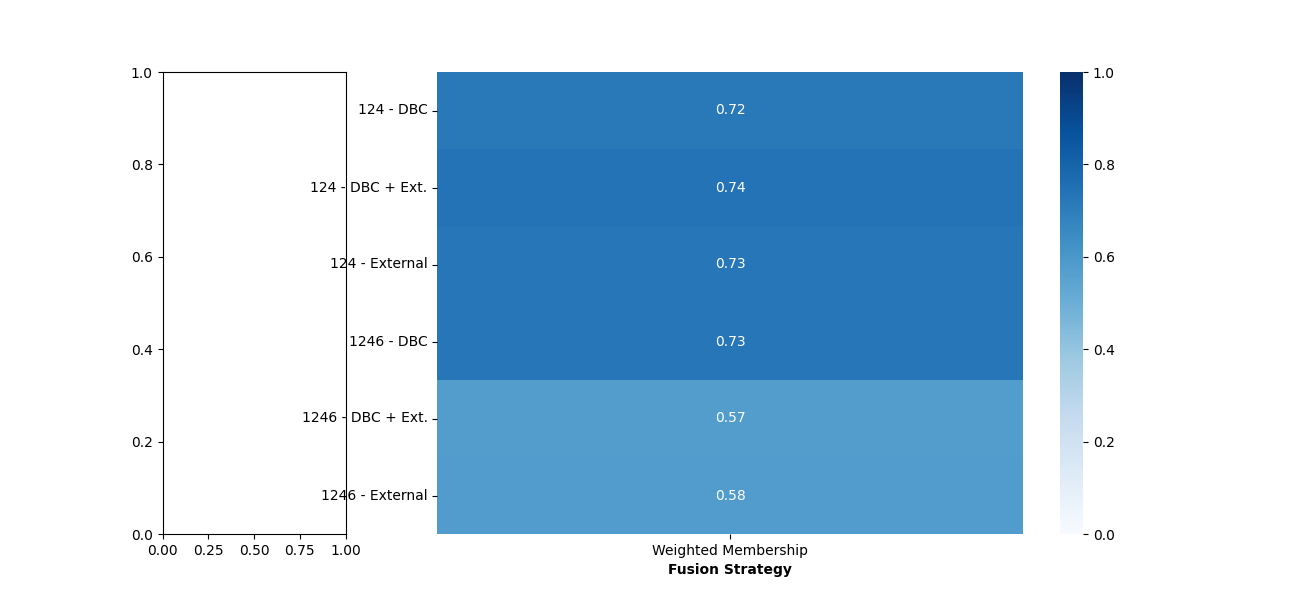 1.0
0.8
0.6
0.4
0.2
0.0
0.00 0.25 0.50 0.75 1.00
124 - DBC
124 - DBC + Ext.
124 - External
1246 - DBC
1246 - DBC + Ext.
1246 - External
0.72
0.74
0.73
0.73
0.57
0.58
Weighted Membership
Fusion Strategy
1.0
0.8
0.6
0.4
0.2
0.0